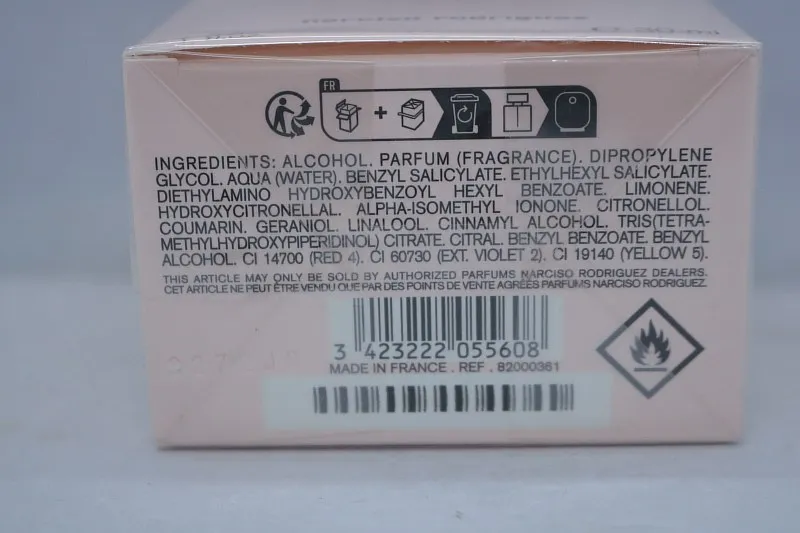 narciso rodriguez
FR
INGREDIENTS: ALCOHOL. PARFUM (FRAGRANCE). DIPROPYLENE
GLYCOL. AQUA (WATER). BENZYL SALICYLATE. ETHYLHEXYL SALICYLATE.
DIETHYLAMINO HYDROXYBENZOYL HEXYL BENZOATE. LIMONENE.
HYDROXYCITRONELLAL. ALPHA-ISOMETHYL IONONE. CITRONELLOL.
COUMARIN. GERANIOL. LINALOOL. CINNAMYL ALCOHOL. TRIS(TETRA-
METHYLHYDROXYPIPERIDINOL) CITRATE. CITRAL. BENZYL BENZOATE. BENZYL
ALCOHOL. CI 14700 (RED 4). CI 60730 (EXT. VIOLET 2). CI 19140 (YELLOW 5).
THIS ARTICLE MAY ONLY BE SOLD BY AUTHORIZED PARFUMS NARCISO RODRIGUEZ DEALERS.
CET ARTICLE NE PEUT ÊTRE VENDU QUE PAR DES POINTS DE VENTE AGRÉÉS PARFUMS NARCISO RODRIGUEZ.
3 423222 055608
MADE IN FRANCE . REF . 82000361